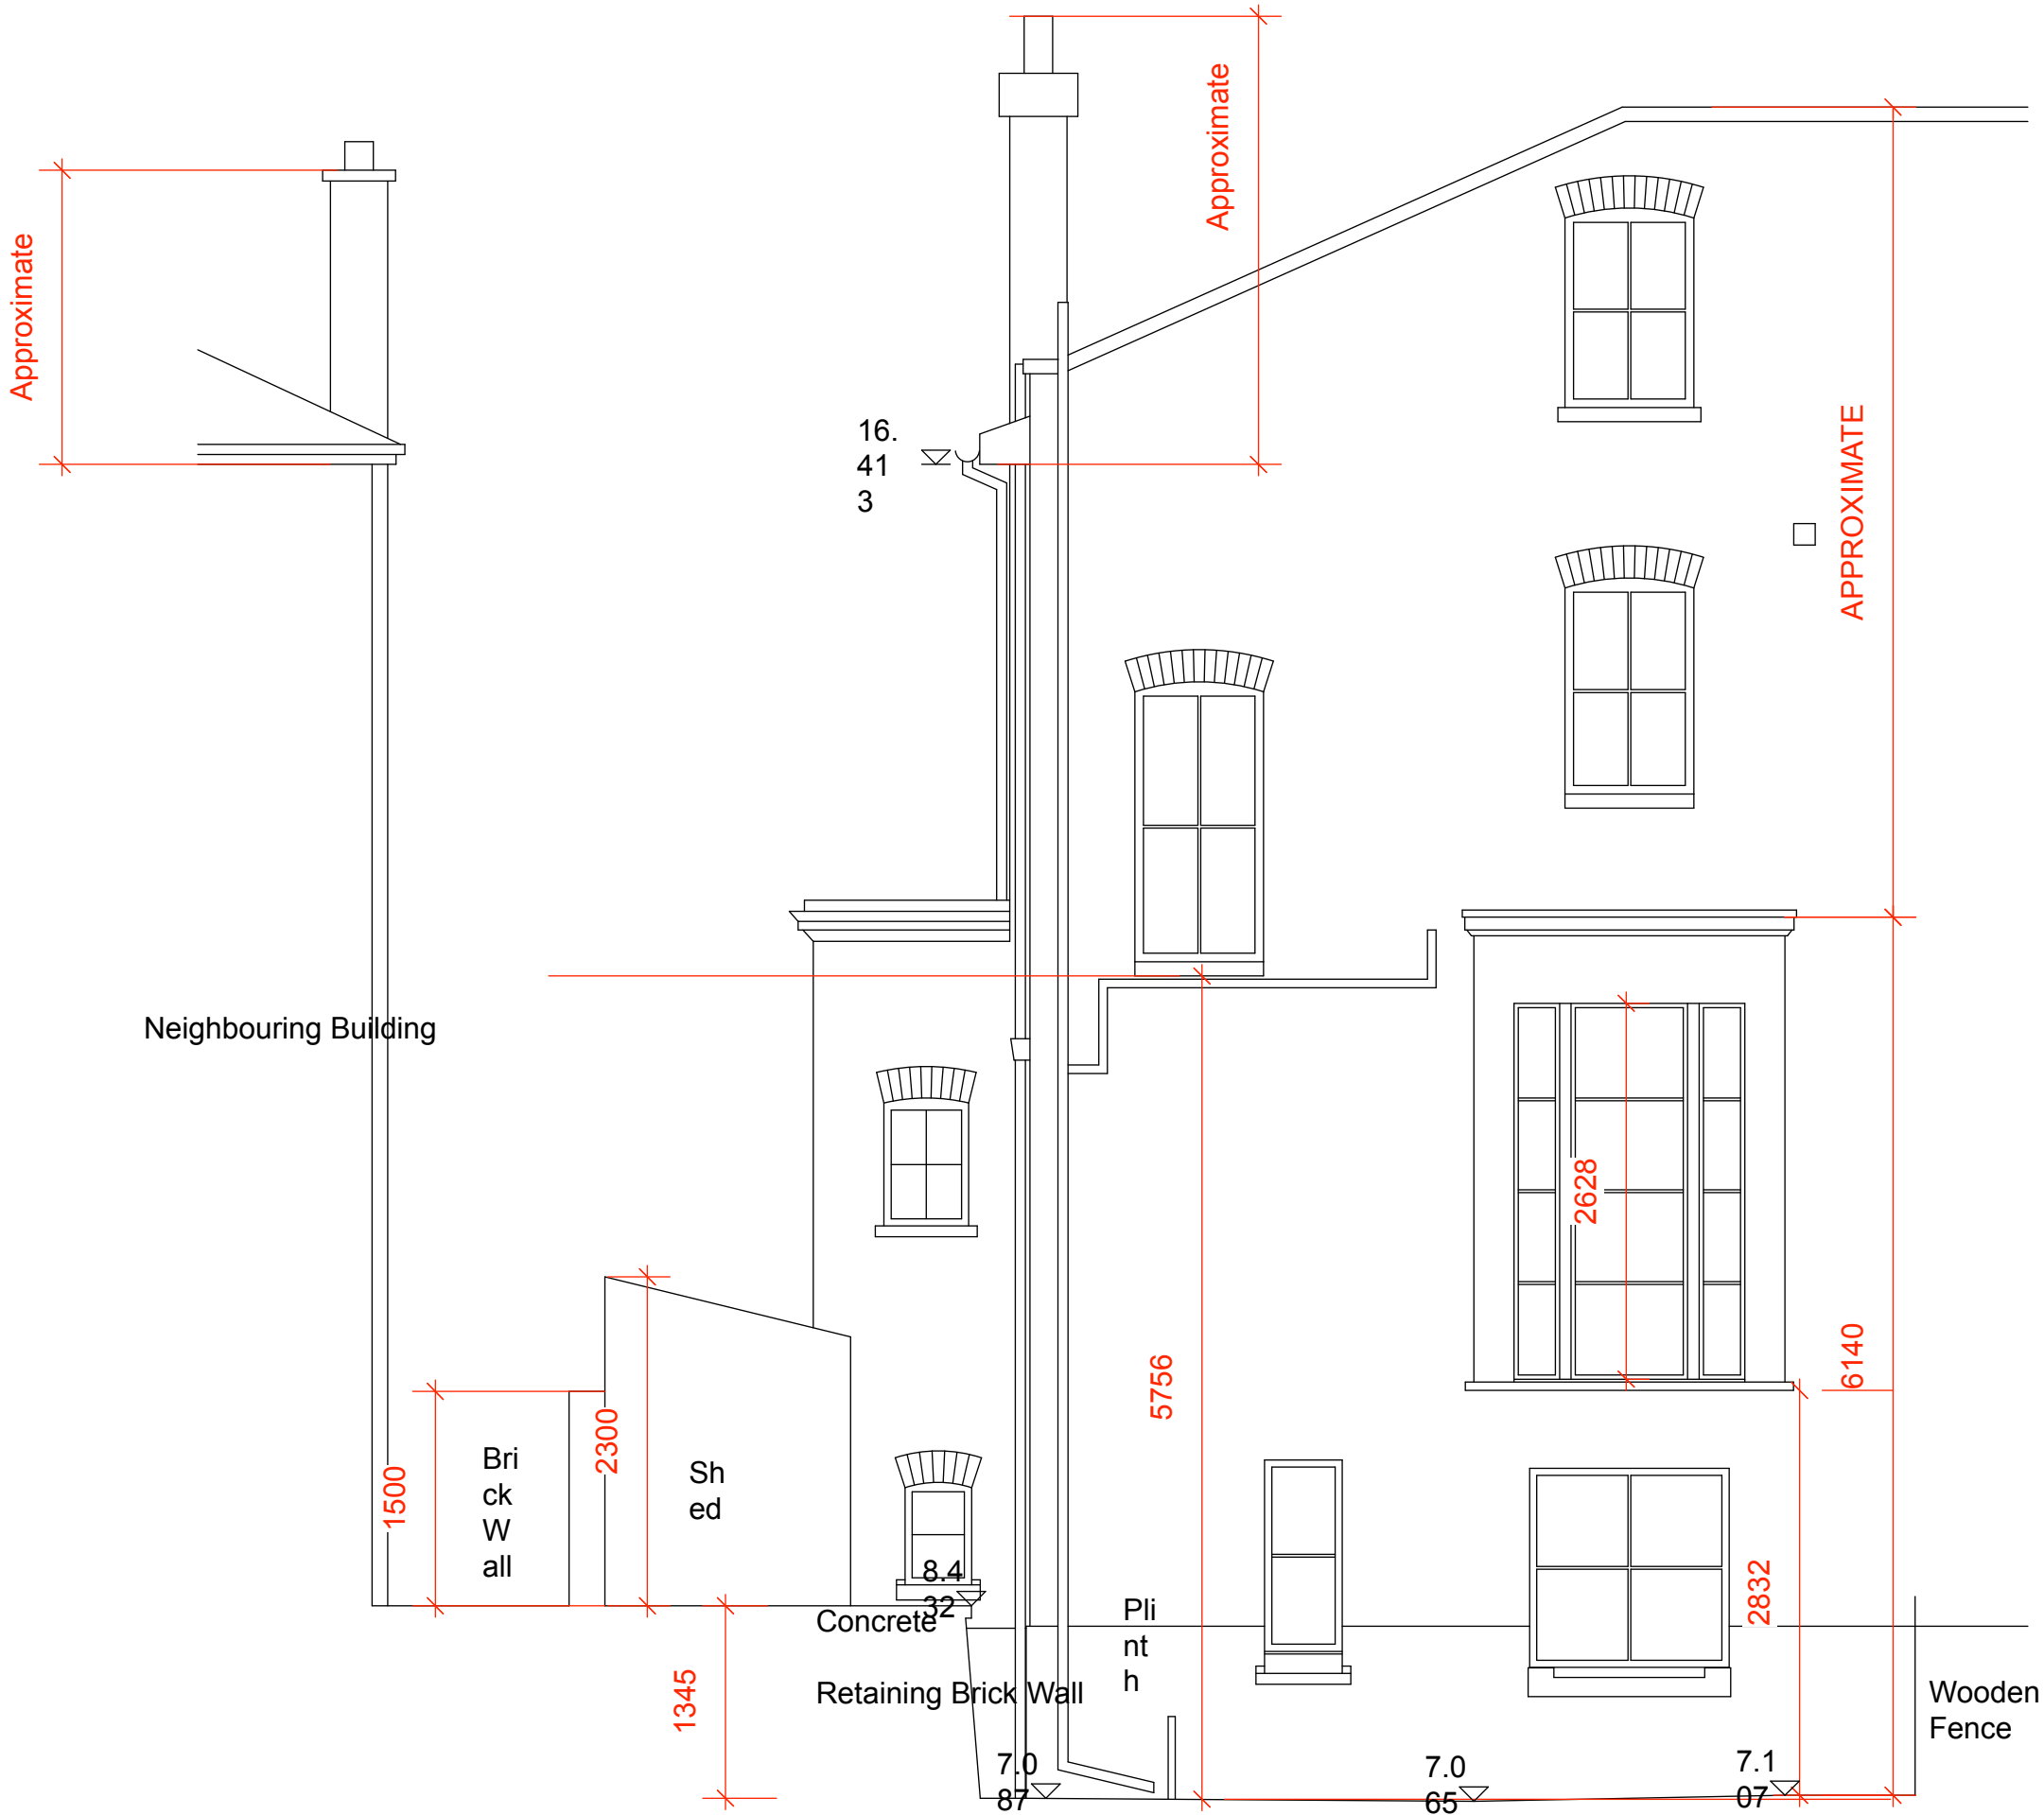 Approximate
Approximate
APPROXIMATE
16.
41
3
Neighbouring Building
2628
5756
6140
2300
1500
Bri
ck
W
all
Sh
ed
8.4
32
Concrete
2832
Pli
nt
h
1345
Retaining Brick Wall
Wooden
Fence
7.0
87
7.0
65
7.1
07